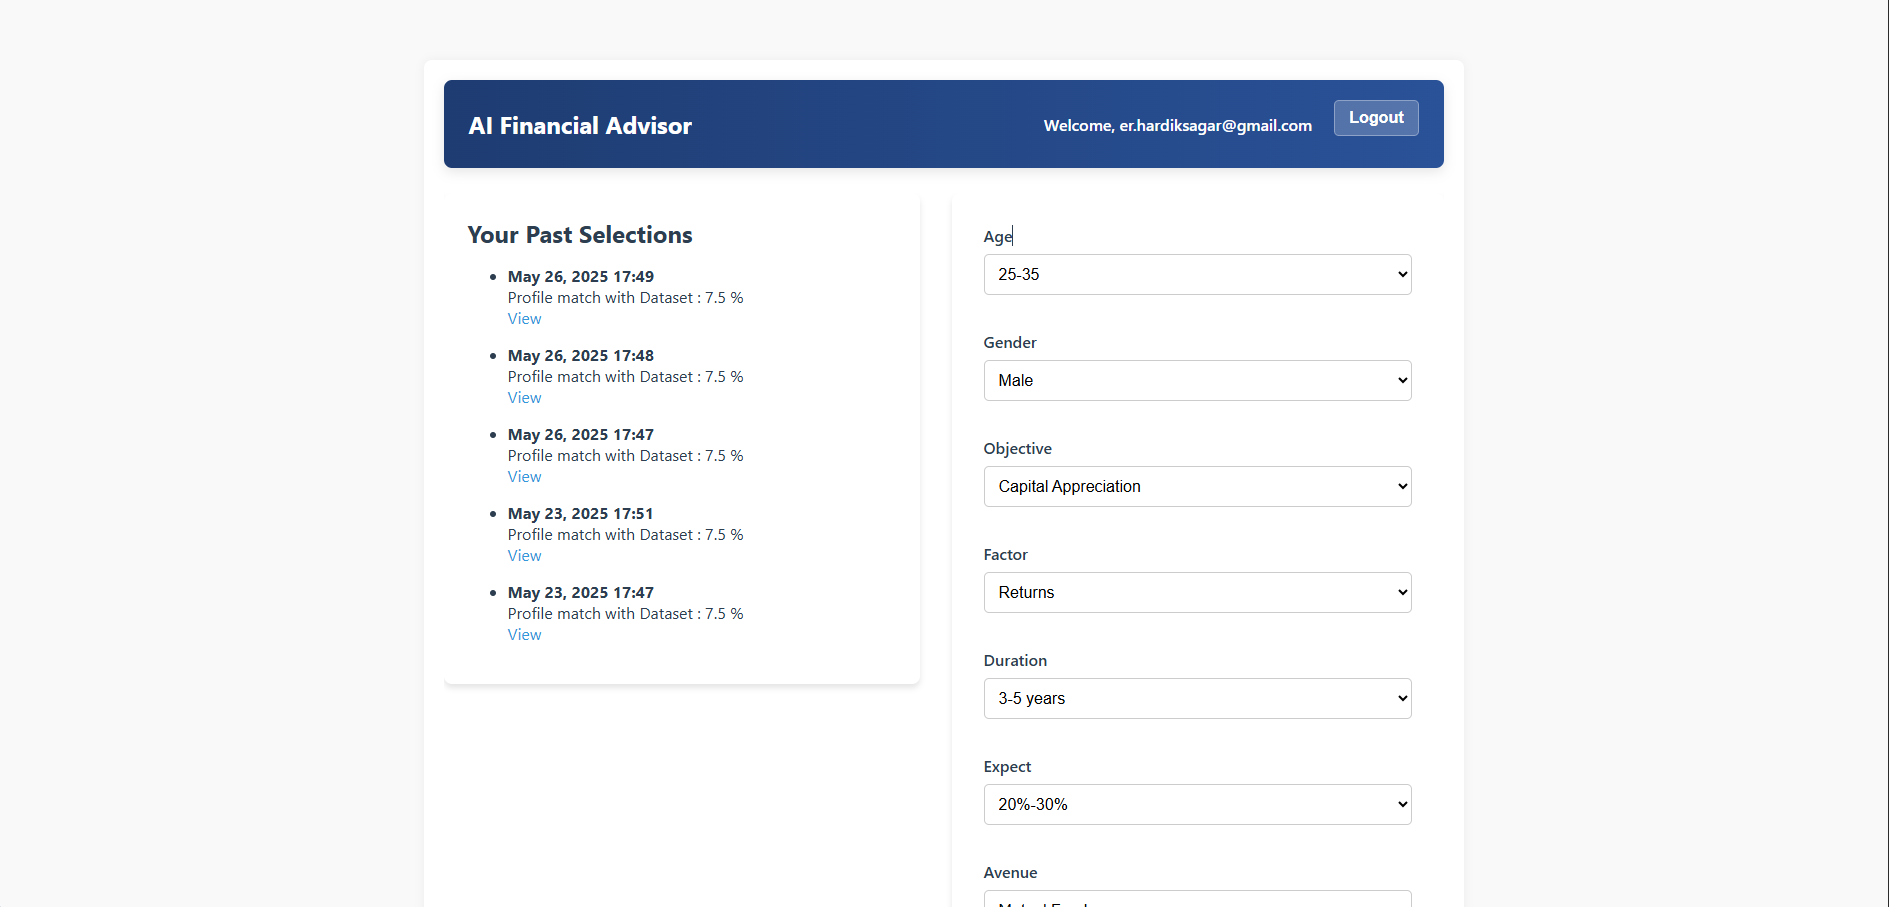 AI Financial Advisor
Welcome, er.hardiksagar@gmail.com
Logout
Your Past Selections
May 26, 2025 17:49
Profile match with Dataset : 7.5 %
View
May 26, 2025 17:48
Profile match with Dataset : 7.5 %
View
May 26, 2025 17:47
Profile match with Dataset : 7.5 %
View
May 23, 2025 17:51
Profile match with Dataset : 7.5 %
View
May 23, 2025 17:47
Profile match with Dataset : 7.5 %
View
Age
25-35
Gender
Male
Objective
Capital Appreciation
Factor
Returns
Duration
3-5 years
Expect
20%-30%
Avenue